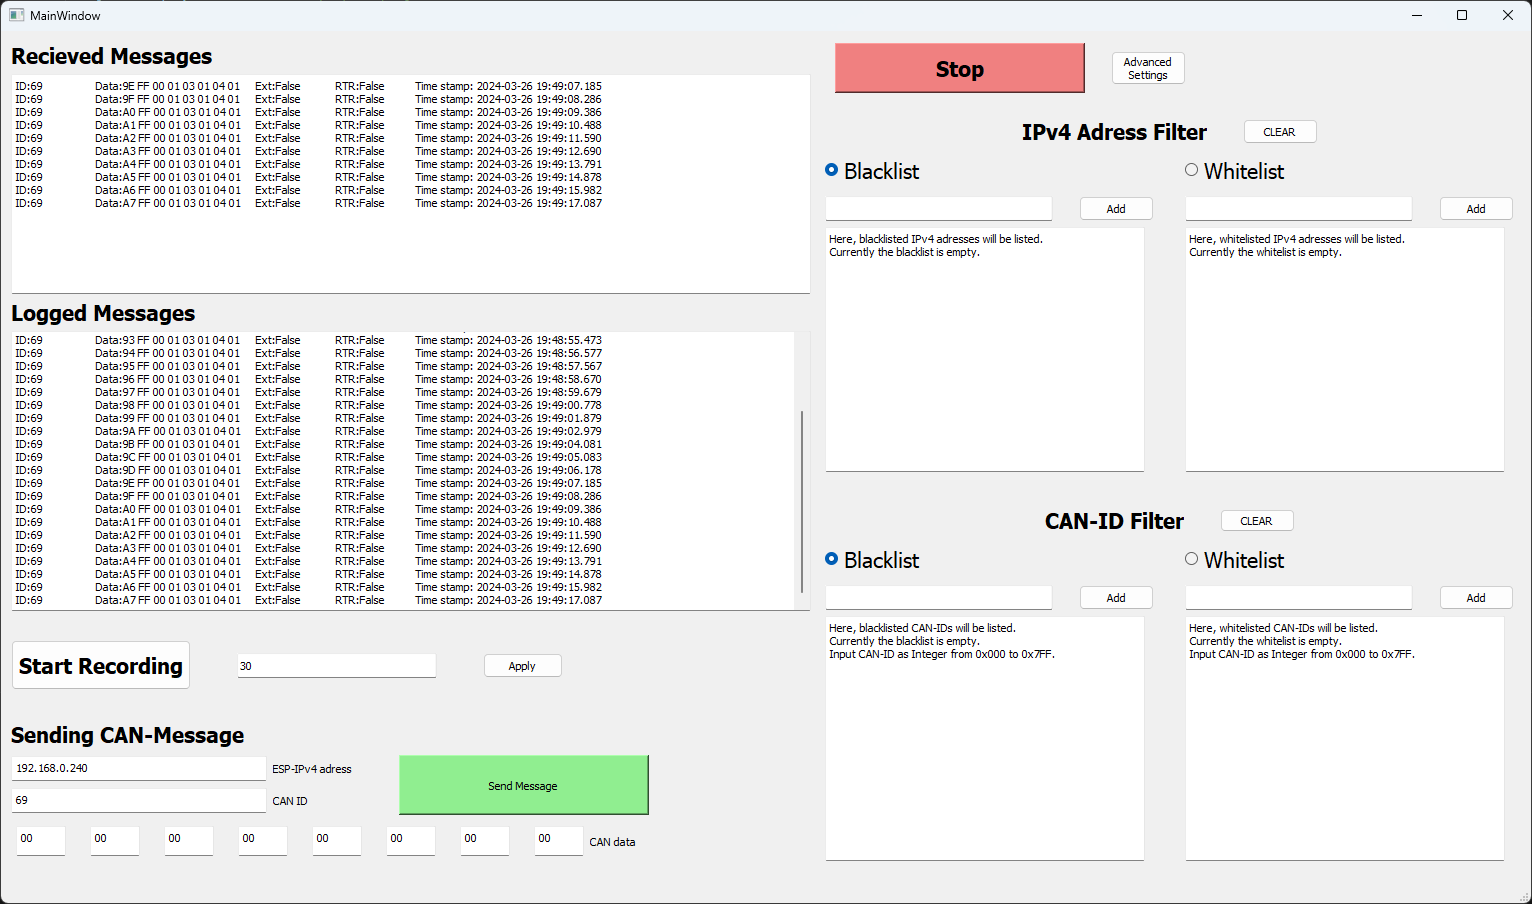 MainWindow
Recieved Messages
ID:69 Data:9E FF 00 01 03 01 04 01 Ext:False RTR:False Time stamp: 2024-03-26 19:49:07.185
ID:69 Data:9F FF 00 01 03 01 04 01 Ext:False RTR:False Time stamp: 2024-03-26 19:49:08.286
ID:69 Data:A0 FF 00 01 03 01 04 01 Ext:False RTR:False Time stamp: 2024-03-26 19:49:09.386
ID:69 Data:A1 FF 00 01 03 01 04 01 Ext:False RTR:False Time stamp: 2024-03-26 19:49:10.488
ID:69 Data:A2 FF 00 01 03 01 04 01 Ext:False RTR:False Time stamp: 2024-03-26 19:49:11.590
ID:69 Data:A3 FF 00 01 03 01 04 01 Ext:False RTR:False Time stamp: 2024-03-26 19:49:12.690
ID:69 Data:A4 FF 00 01 03 01 04 01 Ext:False RTR:False Time stamp: 2024-03-26 19:49:13.791
ID:69 Data:A5 FF 00 01 03 01 04 01 Ext:False RTR:False Time stamp: 2024-03-26 19:49:14.878
ID:69 Data:A6 FF 00 01 03 01 04 01 Ext:False RTR:False Time stamp: 2024-03-26 19:49:15.982
ID:69 Data:A7 FF 00 01 03 01 04 01 Ext:False RTR:False Time stamp: 2024-03-26 19:49:17.087
Logged Messages
ID:69 Data:93 FF 00 01 03 01 04 01 Ext:False RTR:False Time stamp: 2024-03-26 19:48:55.473
ID:69 Data:94 FF 00 01 03 01 04 01 Ext:False RTR:False Time stamp: 2024-03-26 19:48:56.577
ID:69 Data:95 FF 00 01 03 01 04 01 Ext:False RTR:False Time stamp: 2024-03-26 19:48:57.567
ID:69 Data:96 FF 00 01 03 01 04 01 Ext:False RTR:False Time stamp: 2024-03-26 19:48:58.670
ID:69 Data:97 FF 00 01 03 01 04 01 Ext:False RTR:False Time stamp: 2024-03-26 19:48:59.679
ID:69 Data:98 FF 00 01 03 01 04 01 Ext:False RTR:False Time stamp: 2024-03-26 19:49:00.778
ID:69 Data:99 FF 00 01 03 01 04 01 Ext:False RTR:False Time stamp: 2024-03-26 19:49:01.879
ID:69 Data:9A FF 00 01 03 01 04 01 Ext:False RTR:False Time stamp: 2024-03-26 19:49:02.979
ID:69 Data:9B FF 00 01 03 01 04 01 Ext:False RTR:False Time stamp: 2024-03-26 19:49:04.081
ID:69 Data:9C FF 00 01 03 01 04 01 Ext:False RTR:False Time stamp: 2024-03-26 19:49:05.083
ID:69 Data:9D FF 00 01 03 01 04 01 Ext:False RTR:False Time stamp: 2024-03-26 19:49:06.178
ID:69 Data:9E FF 00 01 03 01 04 01 Ext:False RTR:False Time stamp: 2024-03-26 19:49:07.185
ID:69 Data:9F FF 00 01 03 01 04 01 Ext:False RTR:False Time stamp: 2024-03-26 19:49:08.286
ID:69 Data:A0 FF 00 01 03 01 04 01 Ext:False RTR:False Time stamp: 2024-03-26 19:49:09.386
ID:69 Data:A1 FF 00 01 03 01 04 01 Ext:False RTR:False Time stamp: 2024-03-26 19:49:10.488
ID:69 Data:A2 FF 00 01 03 01 04 01 Ext:False RTR:False Time stamp: 2024-03-26 19:49:11.590
ID:69 Data:A3 FF 00 01 03 01 04 01 Ext:False RTR:False Time stamp: 2024-03-26 19:49:12.690
ID:69 Data:A4 FF 00 01 03 01 04 01 Ext:False RTR:False Time stamp: 2024-03-26 19:49:13.791
ID:69 Data:A5 FF 00 01 03 01 04 01 Ext:False RTR:False Time stamp: 2024-03-26 19:49:14.878
ID:69 Data:A6 FF 00 01 03 01 04 01 Ext:False RTR:False Time stamp: 2024-03-26 19:49:15.982
ID:69 Data:A7 FF 00 01 03 01 04 01 Ext:False RTR:False Time stamp: 2024-03-26 19:49:17.087
Start Recording 30 Apply
Sending CAN-Message
192.168.0.240 ESP-IPv4 adress
69 CAN ID
Send Message
00 00 00 00 00 00 00 00 CAN data
Stop
Advanced
Settings
IPv4 Adress Filter CLEAR
Blacklist Whitelist
Add Add
Here, blacklisted IPv4 adresses will be listed.
Currently the blacklist is empty.
Here, whitelisted IPv4 adresses will be listed.
Currently the whitelist is empty.
CAN-ID Filter CLEAR
Blacklist Whitelist
Add Add
Here, blacklisted CAN-IDs will be listed.
Currently the blacklist is empty.
Input CAN-ID as Integer from 0x000 to 0x7FF.
Here, whitelisted CAN-IDs will be listed.
Currently the whitelist is empty.
Input CAN-ID as Integer from 0x000 to 0x7FF.